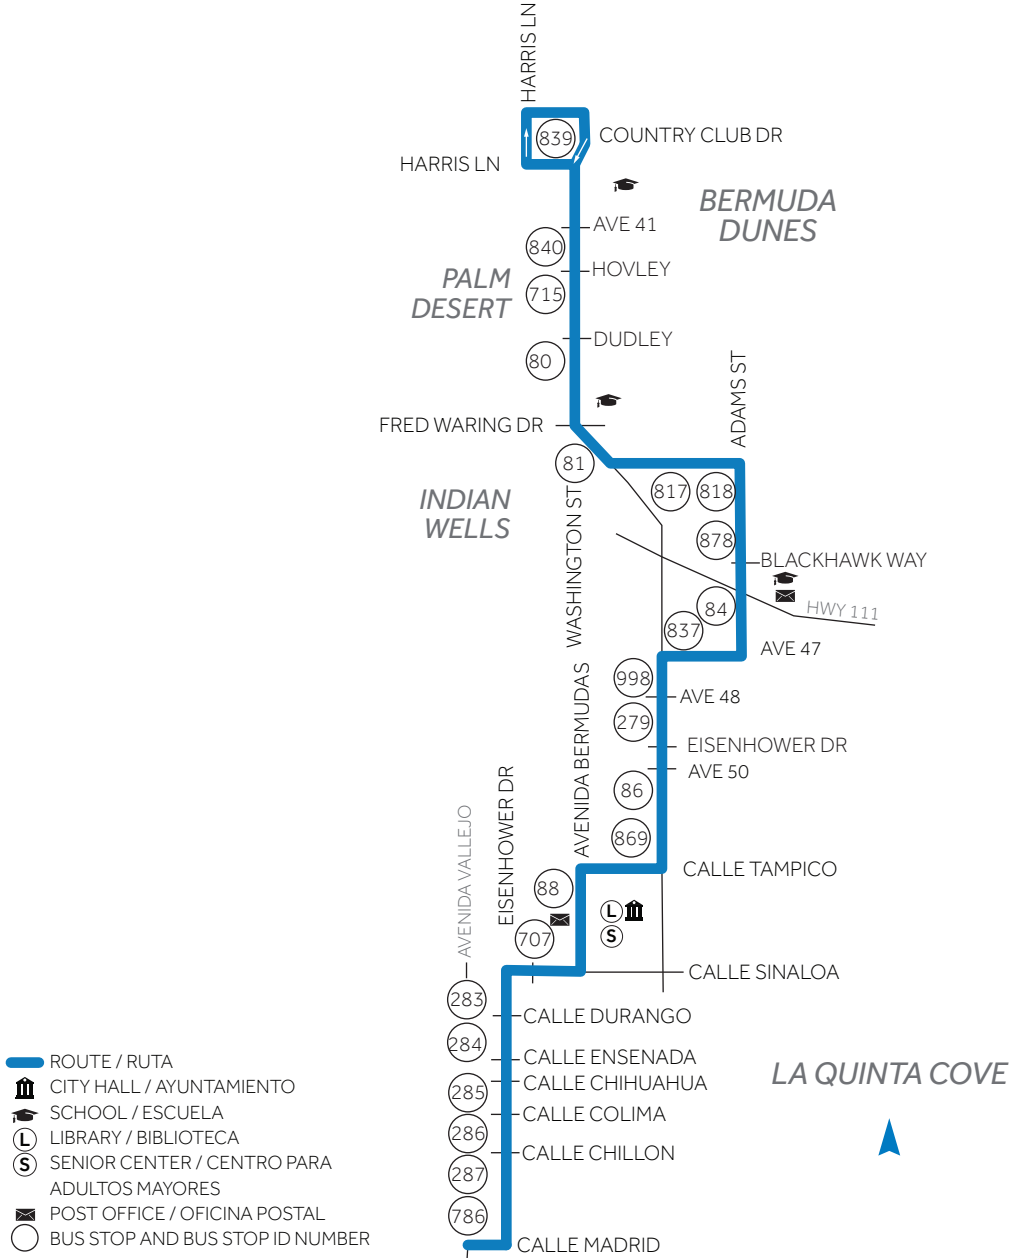 HARRIS LN
839
COUNTRY CLUB DR
HARRIS LN
BERMUDA
DUNES
AVE 41
840
HOVLEY
PALM
DESERT
715
DUDLEY
80
ADAMS ST
FRED WARING DR
81
817
818
INDIAN
WELLS
WASHINGTON ST
878
BLACKHAWK WAY
84
HWY 111
837
AVE 47
998
AVE 48
279
AVENIDA BERMUDAS
EISENHOWER DR
AVE 50
86
869
EISENHOWER DR
AVENIDA VALLEJO
CALLE TAMPICO
88
L
S
707
CALLE SINALOA
283
CALLE DURANGO
284
CALLE ENSENADA
CALLE CHIHUAHUA
285
LA QUINTA COVE
CALLE COLIMA
286
CALLE CHILLON
287
786
CALLE MADRID
ROUTE / RUTA
CITY HALL / AYUNTAMIENTO
SCHOOL / ESCUELA
L LIBRARY / BIBLIOTECA
S SENIOR CENTER / CENTRO PARA
ADULTOS MAYORES
POST OFFICE / OFICINA POSTAL
BUS STOP AND BUS STOP ID NUMBER